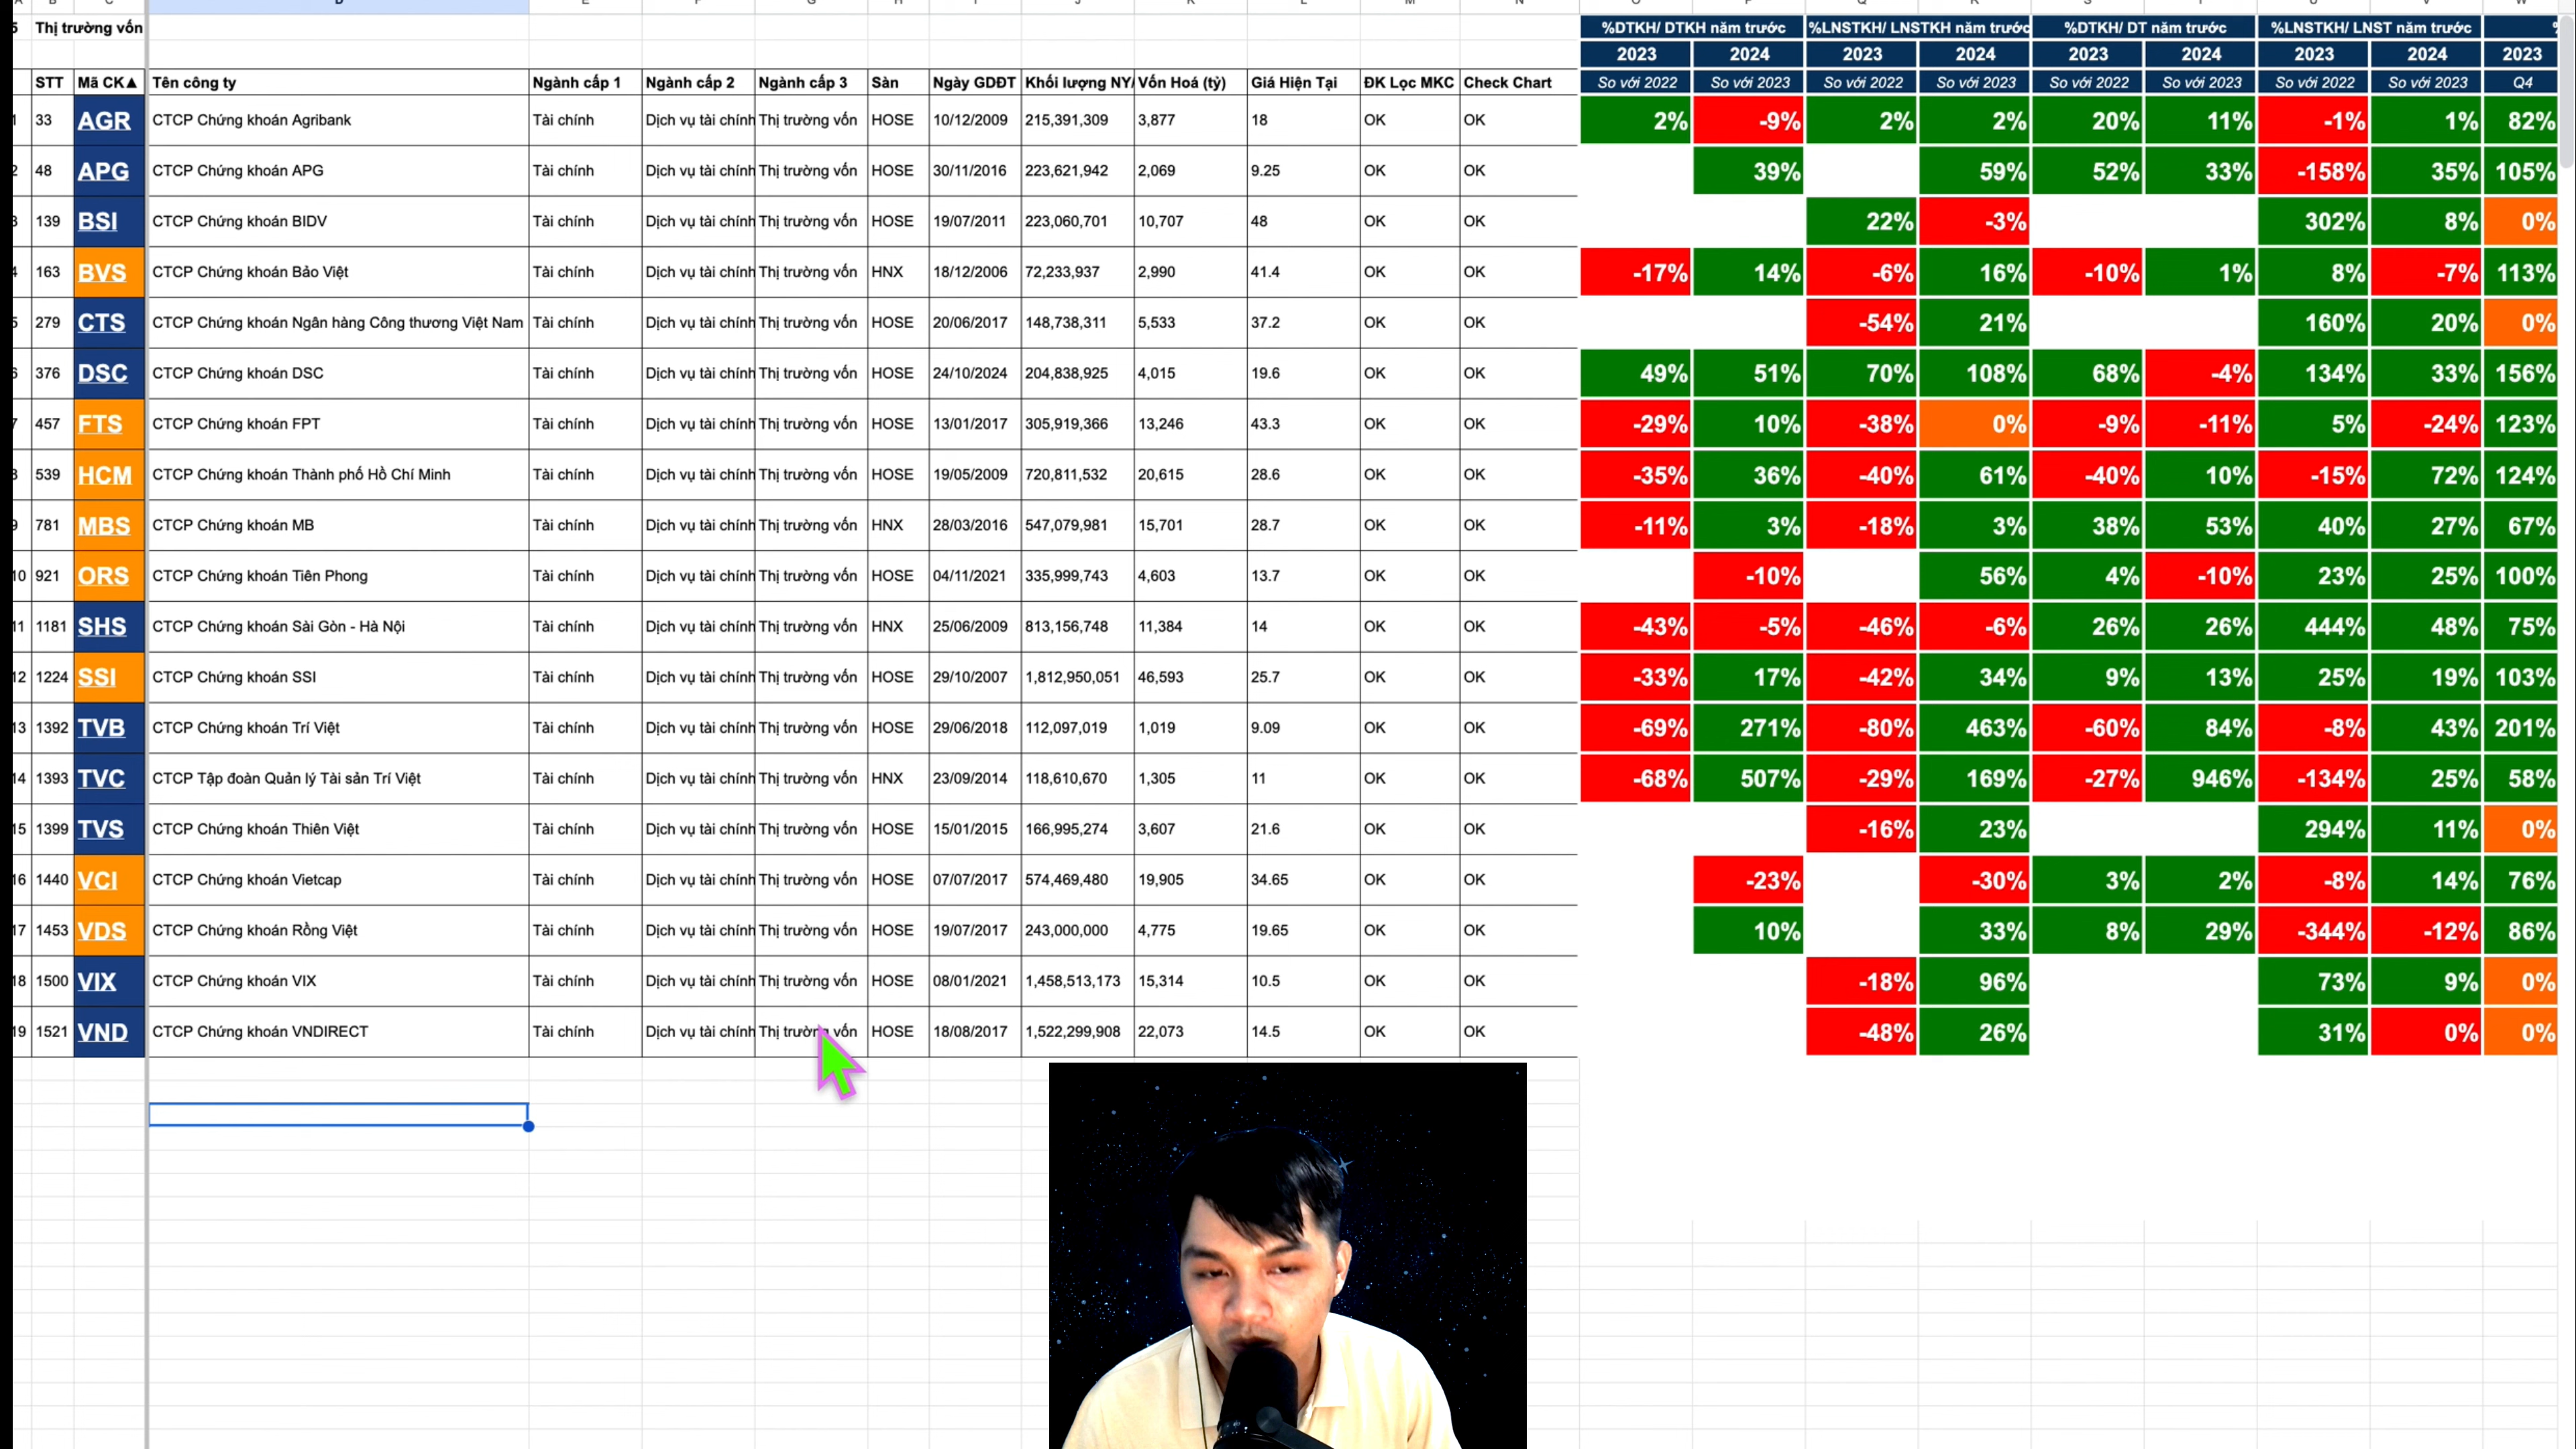 Thị trường vốn %DTKH/ DTKH năm trước %LNSTKH/ LNSTKH năm trước %DTKH/ DT năm trước %LNSTKH/ LNST năm trước
2023 2024 2023 2024 2023 2024 2023 2024 2023
STT Mã CK▲ Tên công ty Ngành cấp 1 Ngành cấp 2 Ngành cấp 3 Sàn Ngày GDĐT Khối lượng NY/ Vốn Hoá (tỷ) Giá Hiện Tại ĐK Lọc MKC Check Chart So với 2022 So với 2023 So với 2022 So với 2023 So với 2022 So với 2023 So với 2022 So với 2023 Q4
33 AGR CTCP Chứng khoán Agribank Tài chính Dịch vụ tài chính Thị trường vốn HOSE 10/12/2009 215,391,309 3,877 18 OK OK 2% -9% 2% 2% 20% 11% -1% 1% 82%
48 APG CTCP Chứng khoán APG Tài chính Dịch vụ tài chính Thị trường vốn HOSE 30/11/2016 223,621,942 2,069 9.25 OK OK 39% 59% 52% 33% -158% 35% 105%
139 BSI CTCP Chứng khoán BIDV Tài chính Dịch vụ tài chính Thị trường vốn HOSE 19/07/2011 223,060,701 10,707 48 OK OK 22% -3% 302% 8% 0%
163 BVS CTCP Chứng khoán Bảo Việt Tài chính Dịch vụ tài chính Thị trường vốn HNX 18/12/2006 72,233,937 2,990 41.4 OK OK -17% 14% -6% 16% -10% 1% 8% -7% 113%
279 CTS CTCP Chứng khoán Ngân hàng Công thương Việt Nam Tài chính Dịch vụ tài chính Thị trường vốn HOSE 20/06/2017 148,738,311 5,533 37.2 OK OK -54% 21% 160% 20% 0%
376 DSC CTCP Chứng khoán DSC Tài chính Dịch vụ tài chính Thị trường vốn HOSE 24/10/2024 204,838,925 4,015 19.6 OK OK 49% 51% 70% 108% 68% -4% 134% 33% 156%
457 FTS CTCP Chứng khoán FPT Tài chính Dịch vụ tài chính Thị trường vốn HOSE 13/01/2017 305,919,366 13,246 43.3 OK OK -29% 10% -38% 0% -9% -11% 5% -24% 123%
539 HCM CTCP Chứng khoán Thành phố Hồ Chí Minh Tài chính Dịch vụ tài chính Thị trường vốn HOSE 19/05/2009 720,811,532 20,615 28.6 OK OK -35% 36% -40% 61% -40% 10% -15% 72% 124%
781 MBS CTCP Chứng khoán MB Tài chính Dịch vụ tài chính Thị trường vốn HNX 28/03/2016 547,079,981 15,701 28.7 OK OK -11% 3% -18% 3% 38% 53% 40% 27% 67%
10 921 ORS CTCP Chứng khoán Tiên Phong Tài chính Dịch vụ tài chính Thị trường vốn HOSE 04/11/2021 335,999,743 4,603 13.7 OK OK -10% 56% 4% -10% 23% 25% 100%
11 1181 SHS CTCP Chứng khoán Sài Gòn - Hà Nội Tài chính Dịch vụ tài chính Thị trường vốn HNX 25/06/2009 813,156,748 11,384 14 OK OK -43% -5% -46% -6% 26% 26% 444% 48% 75%
12 1224 SSI CTCP Chứng khoán SSI Tài chính Dịch vụ tài chính Thị trường vốn HOSE 29/10/2007 1,812,950,051 46,593 25.7 OK OK -33% 17% -42% 34% 9% 13% 25% 19% 103%
13 1392 TVB CTCP Chứng khoán Trí Việt Tài chính Dịch vụ tài chính Thị trường vốn HOSE 29/06/2018 112,097,019 1,019 9.09 OK OK -69% 271% -80% 463% -60% 84% -8% 43% 201%
14 1393 TVC CTCP Tập đoàn Quản lý Tài sản Trí Việt Tài chính Dịch vụ tài chính Thị trường vốn HNX 23/09/2014 118,610,670 1,305 11 OK OK -68% 507% -29% 169% -27% 946% -134% 25% 58%
15 1399 TVS CTCP Chứng khoán Thiên Việt Tài chính Dịch vụ tài chính Thị trường vốn HOSE 15/01/2015 166,995,274 3,607 21.6 OK OK -16% 23% 294% 11% 0%
16 1440 VCI CTCP Chứng khoán Vietcap Tài chính Dịch vụ tài chính Thị trường vốn HOSE 07/07/2017 574,469,480 19,905 34.65 OK OK -23% -30% 3% 2% -8% 14% 76%
17 1453 VDS CTCP Chứng khoán Rồng Việt Tài chính Dịch vụ tài chính Thị trường vốn HOSE 19/07/2017 243,000,000 4,775 19.65 OK OK 10% 33% 8% 29% -344% -12% 86%
18 1500 VIX CTCP Chứng khoán VIX Tài chính Dịch vụ tài chính Thị trường vốn HOSE 08/01/2021 1,458,513,173 15,314 10.5 OK OK -18% 96% 73% 9% 0%
19 1521 VND CTCP Chứng khoán VNDIRECT Tài chính Dịch vụ tài chính Thị trường vốn HOSE 18/08/2017 1,522,299,908 22,073 14.5 OK OK -48% 26% 31% 0% 0%